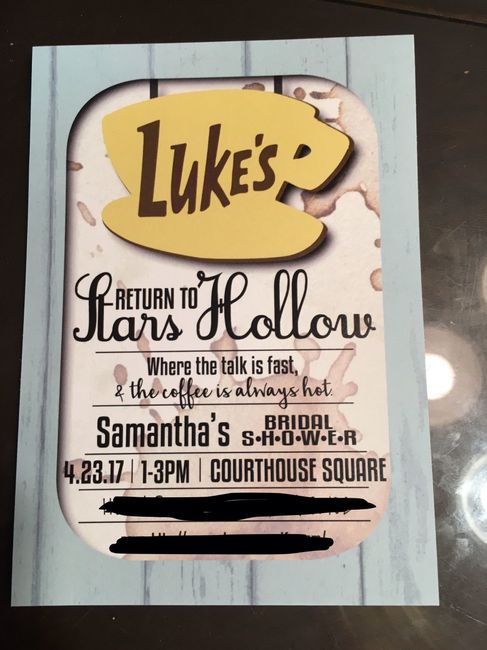 LUKE'S
RETURN TO
Stars Hollow
Where the talk is fast,
& the coffee is always hot.
Samantha's BRIDAL S·H·O·W·E·R
4.23.17 | 1-3PM | COURTHOUSE SQUARE